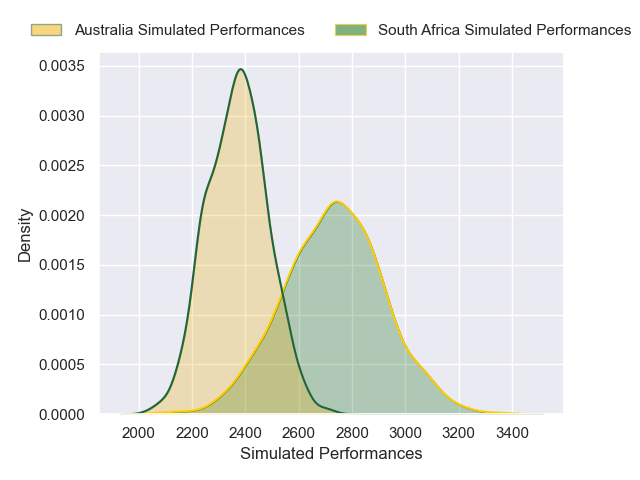 Australia Simulated Performances
South Africa Simulated Performances
0.0035
0.0030
0.0025
0.0020
0.0015
0.0010
0.0005
0.0000
Density
2000 2200 2400 2600 2800 3000 3200 3400
Simulated Performances